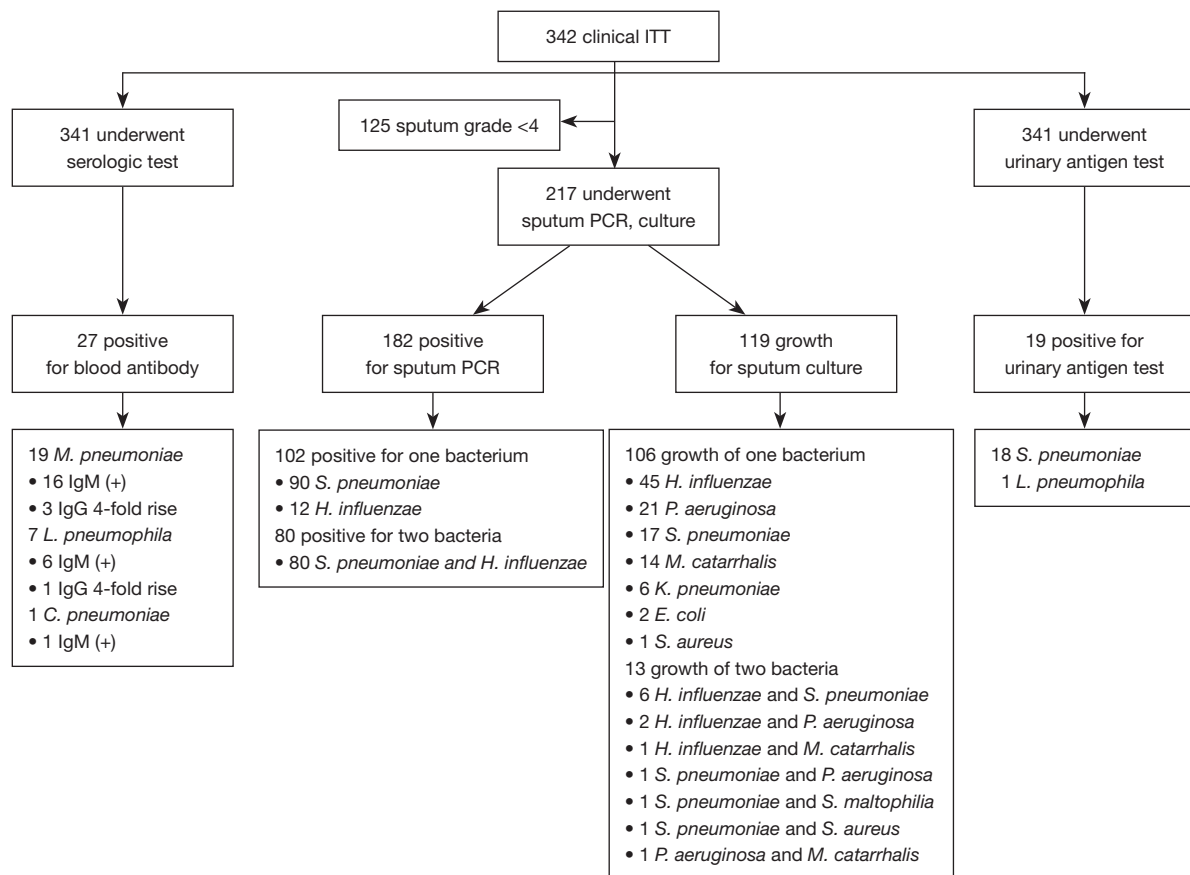 342 clinical ITT
125 sputum grade <4
341 underwent
serologic test
217 underwent
sputum PCR, culture
341 underwent
urinary antigen test
27 positive
for blood antibody
182 positive
for sputum PCR
119 growth
for sputum culture
19 positive for
urinary antigen test
19 M. pneumoniae
• 16 IgM (+)
• 3 IgG 4-fold rise
7 L. pneumophila
• 6 IgM (+)
• 1 IgG 4-fold rise
1 C. pneumoniae
• 1 IgM (+)
102 positive for one bacterium
• 90 S. pneumoniae
• 12 H. influenzae
80 positive for two bacteria
• 80 S. pneumoniae and H. influenzae
106 growth of one bacterium
• 45 H. influenzae
• 21 P. aeruginosa
• 17 S. pneumoniae
• 14 M. catarrhalis
• 6 K. pneumoniae
• 2 E. coli
• 1 S. aureus
13 growth of two bacteria
• 6 H. influenzae and S. pneumoniae
• 2 H. influenzae and P. aeruginosa
• 1 H. influenzae and M. catarrhalis
• 1 S. pneumoniae and P. aeruginosa
• 1 S. pneumoniae and S. maltophilia
• 1 S. pneumoniae and S. aureus
• 1 P. aeruginosa and M. catarrhalis
18 S. pneumoniae
1 L. pneumophila